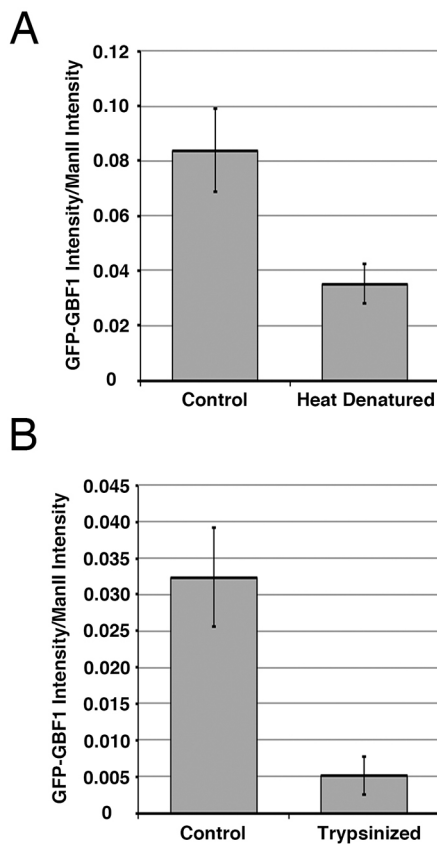 A
GFP-GBF1 Intensity/ManII Intensity
0.12
0.10
0.08
0.06
0.04
0.02
0
Control Heat Denatured
B
GFP-GBF1 Intensity/ManII Intensity
0.045
0.040
0.035
0.030
0.025
0.020
0.015
0.010
0.005
0
Control Trypsinized